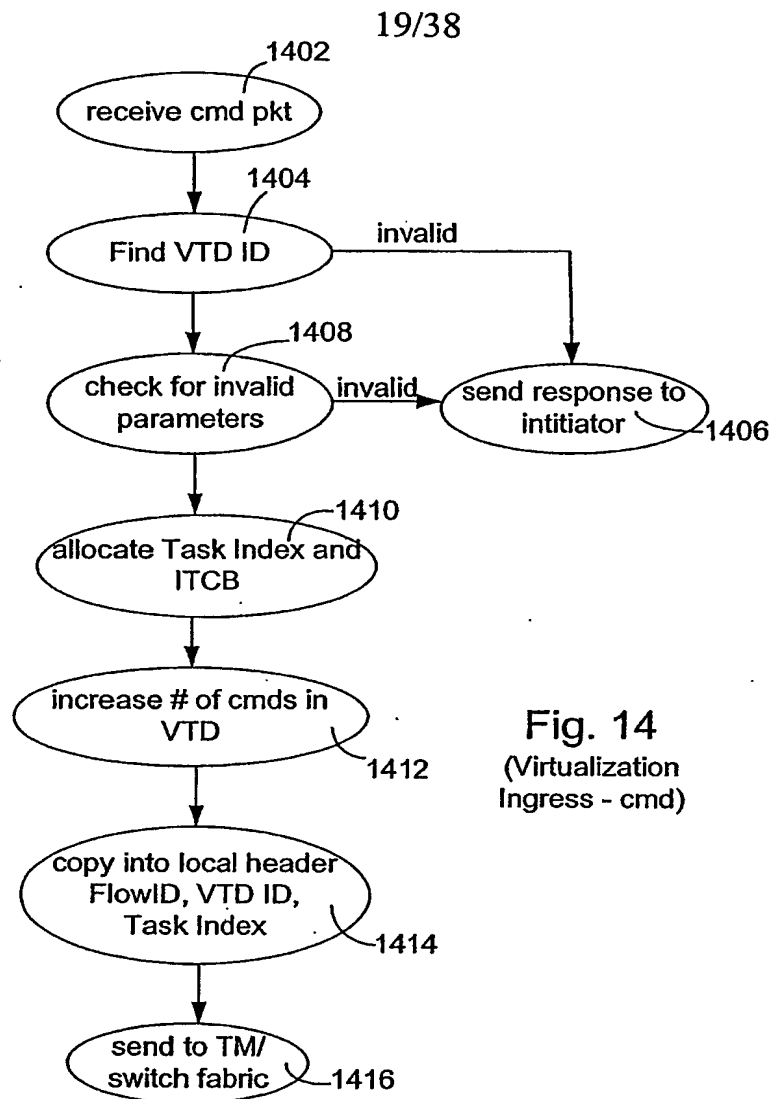 19/38
1402
receive cmd pkt
1404
Find VTD ID
invalid
1408
check for invalid
parameters
invalid
send response to
intitiator
1406
1410
allocate Task Index and
ITCB
increase # of cmds in
VTD
1412
Fig. 14
(Virtualization
Ingress - cmd)
copy into local header
FlowID, VTD ID,
Task Index
1414
send to TM/
switch fabric
1416